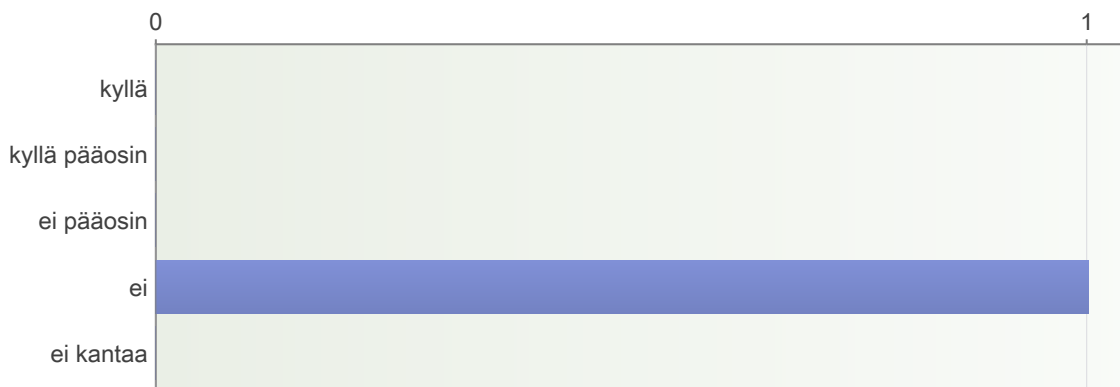 0 1
kyllä
kyllä pääosin
ei pääosin
ei
ei kantaa